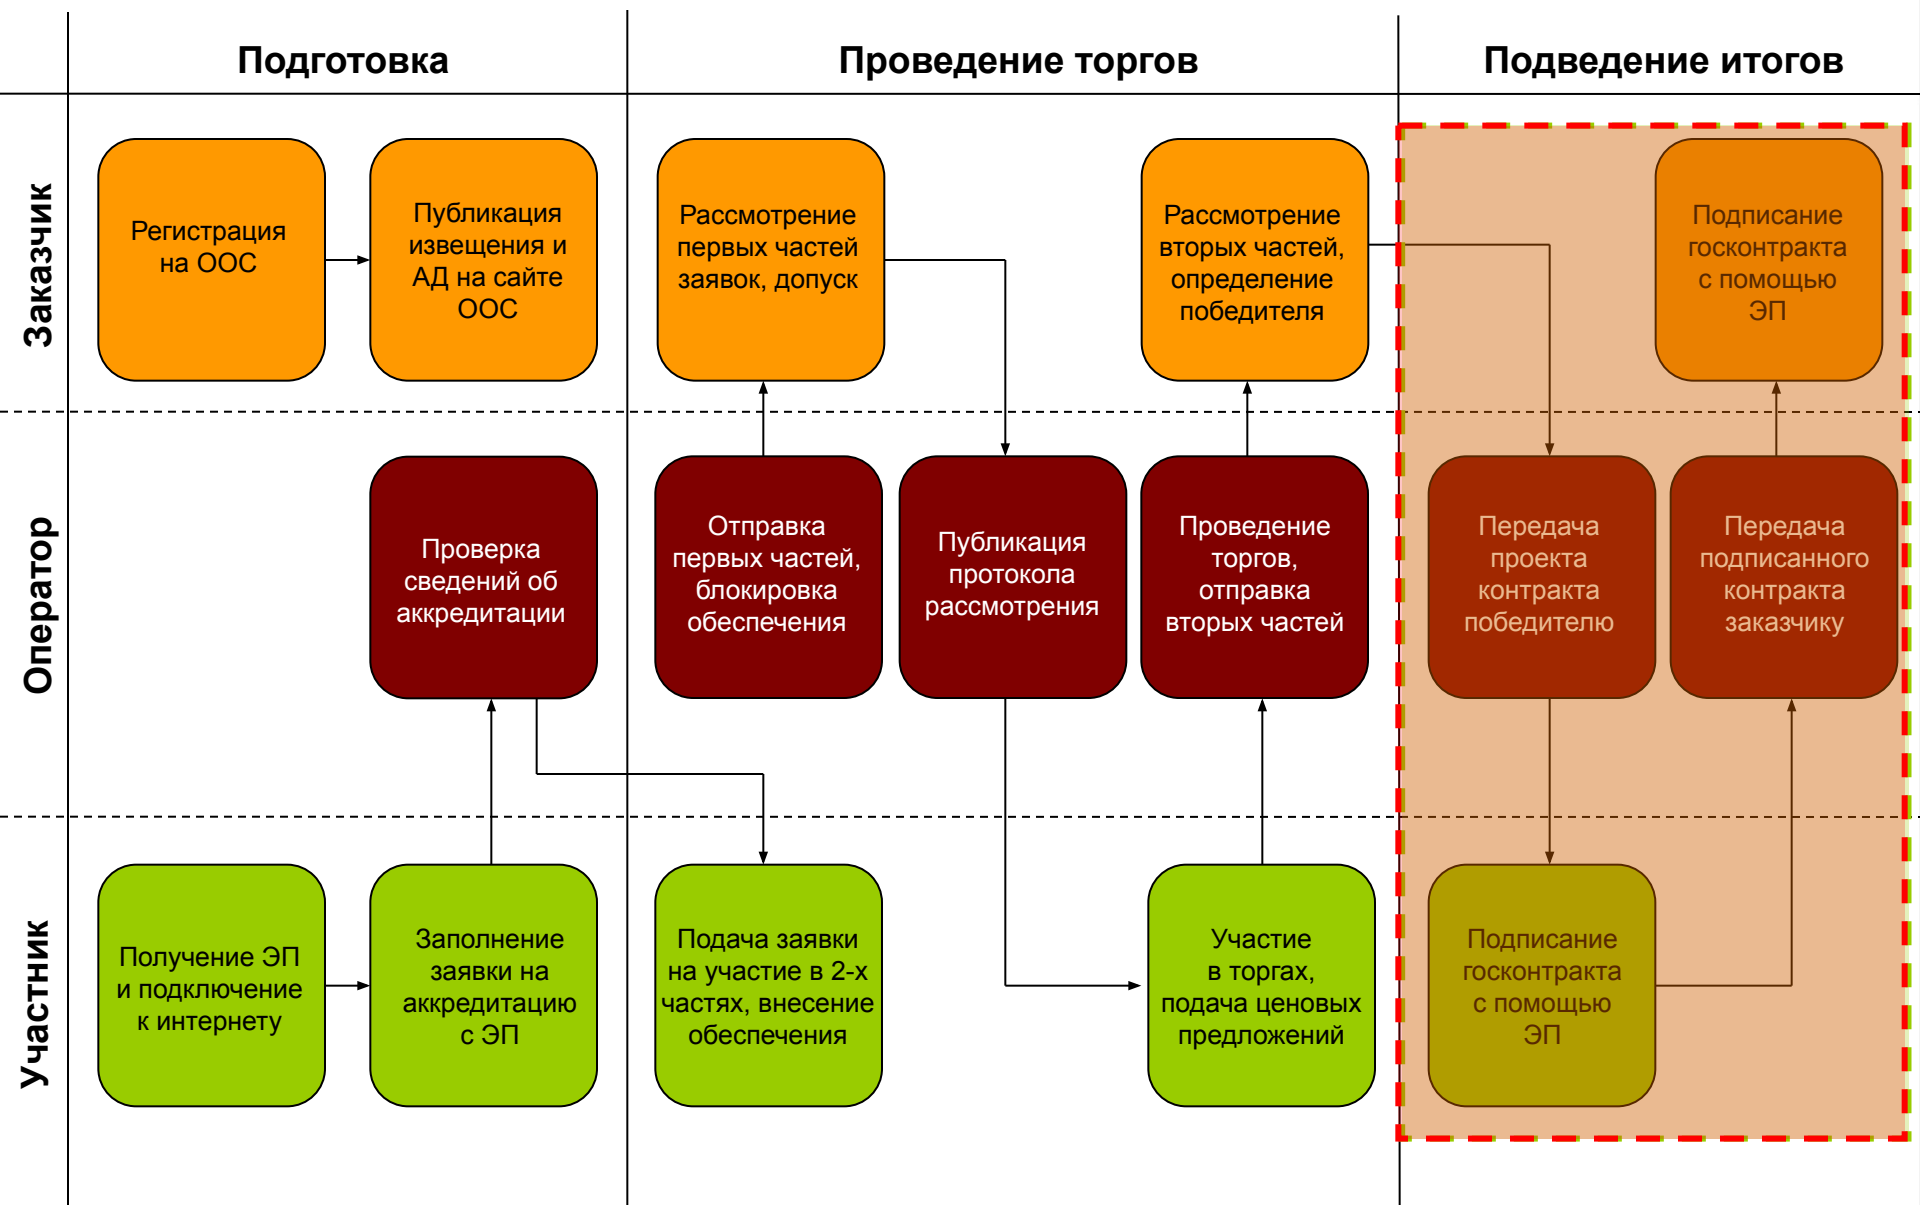 Подготовка
Проведение торгов
Подведение итогов
Заказчик
Регистрация
на ООС
Публикация
извещения и
АД на сайте
ООС
Рассмотрение
первых частей
заявок, допуск
Рассмотрение
вторых частей,
определение
победителя
Подписание
госконтракта
с помощью
ЭП
Оператор
Проверка
сведений об
аккредитации
Отправка
первых частей,
блокировка
обеспечения
Публикация
протокола
рассмотрения
Проведение
торгов,
отправка
вторых частей
Передача
проекта
контракта
победителю
Передача
подписанного
контракта
заказчику
Участник
Получение ЭП
и подключение
к интернету
Заполнение
заявки на
аккредитацию
с ЭП
Подача заявки
на участие в 2-х
частях, внесение
обеспечения
Участие
в торгах,
подача ценовых
предложений
Подписание
госконтракта
с помощью
ЭП